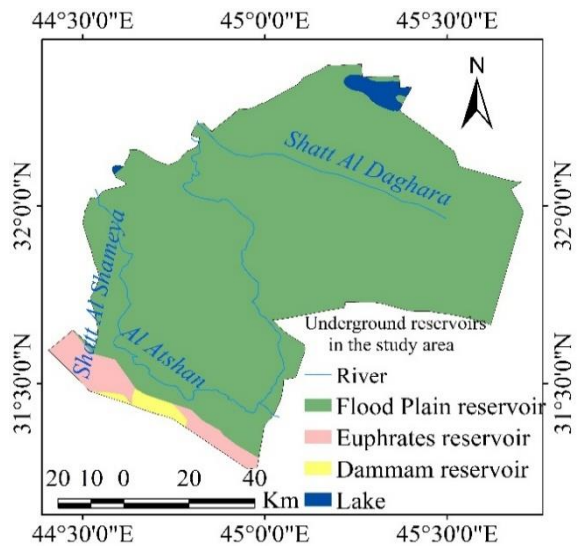 44°30'0"E 45°0'0"E 45°30'0"E
N
Shatt Al Daghara
32°0'0"N
32°0'0"N
Shatt Al Shameya
Al Atshan
31°30'0"N
31°30'0"N
Underground reservoirs
in the study area
River
Flood Plain reservoir
Euphrates reservoir
Dammam reservoir
Lake
20 10 0 20 40
Km
44°30'0"E 45°0'0"E 45°30'0"E